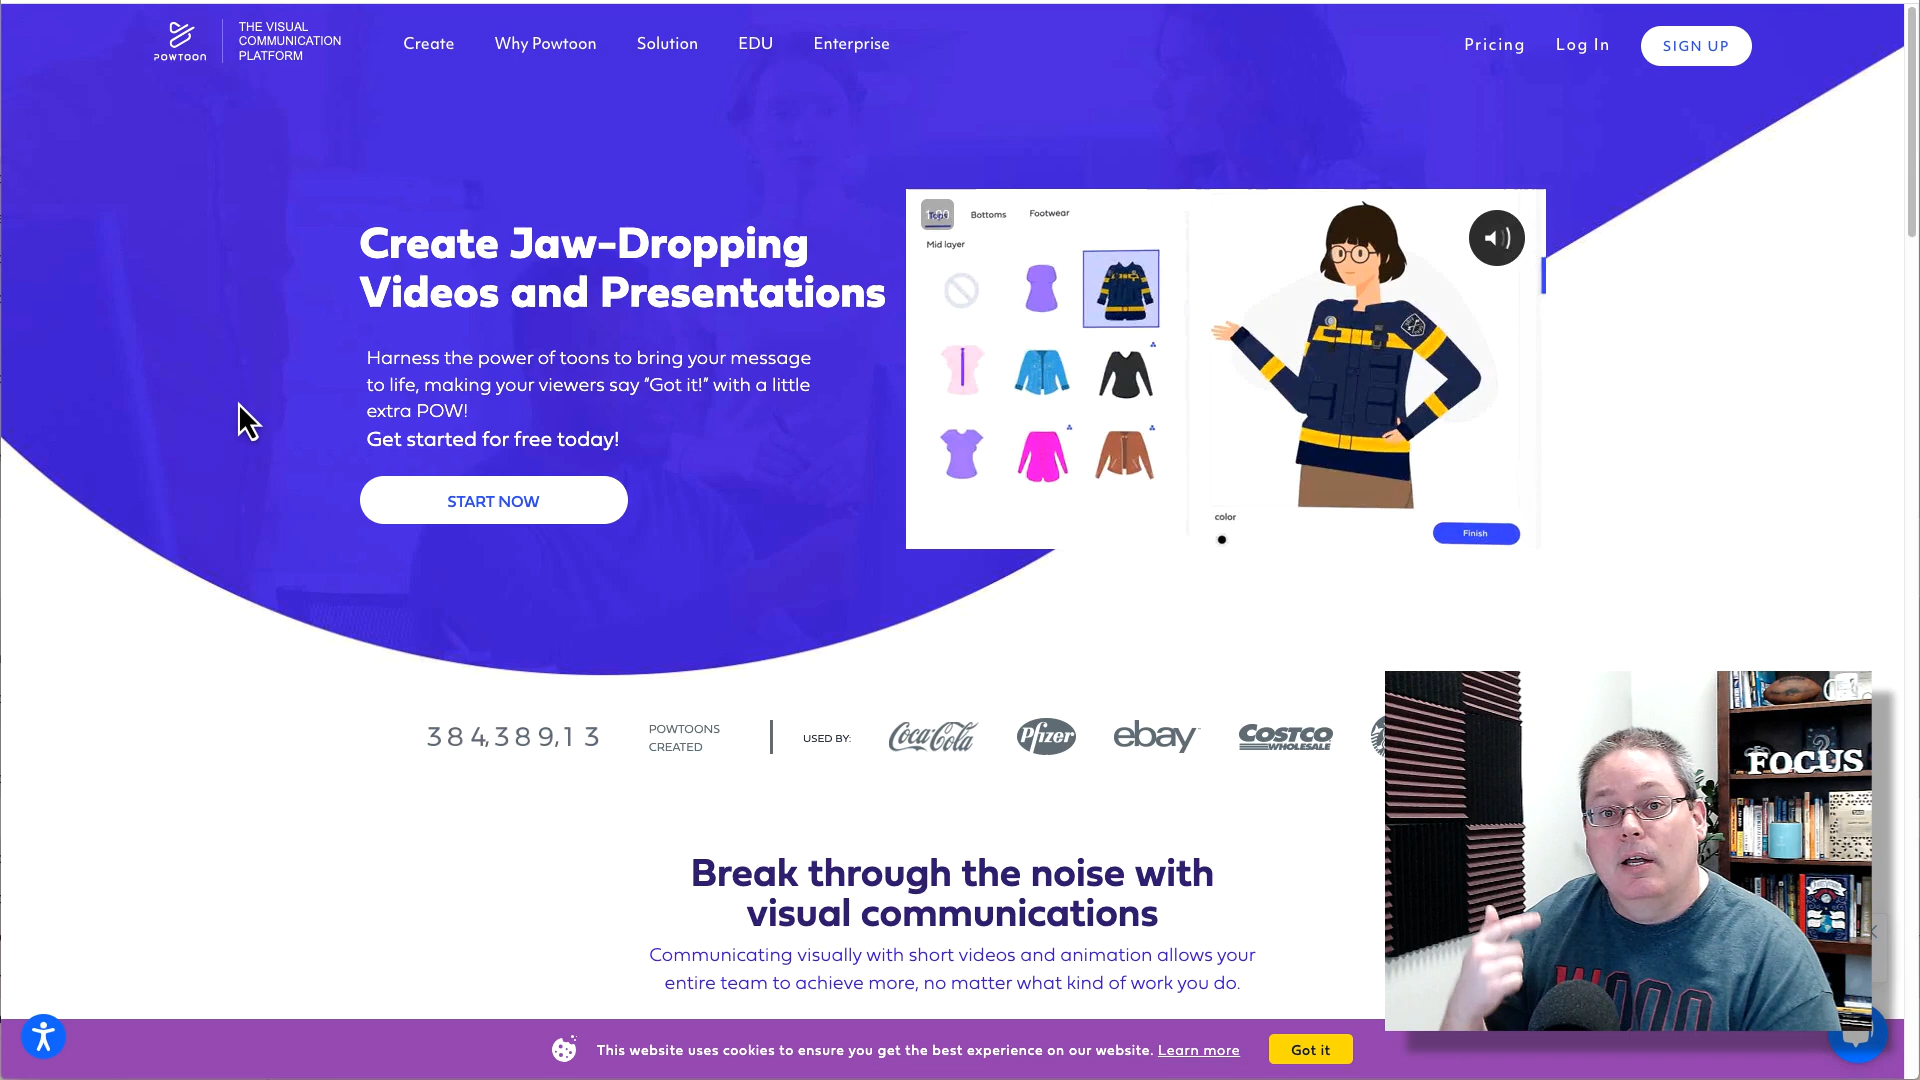 POWTOON
THE VISUAL
COMMUNICATION
PLATFORM
Create
Why Powtoon
Solution
EDU
Enterprise
Pricing
Log In
SIGN UP
Create Jaw-Dropping
Videos and Presentations
Harness the power of toons to bring your message
to life, making your viewers say "Got it!" with a little
extra POW!
Get started for free today!
START NOW
Tops
Bottoms
Footwear
Mid layer
color
Finish
384,389,1 3
POWTOONS
CREATED
USED BY:
Coca-Cola
Pfizer
ebay
COSTCO
WHOLESALE
FOCUS
Break through the noise with
visual communications
Communicating visually with short videos and animation allows your
entire team to achieve more, no matter what kind of work you do.
This website uses cookies to ensure you get the best experience on our website. Learn more
Got it